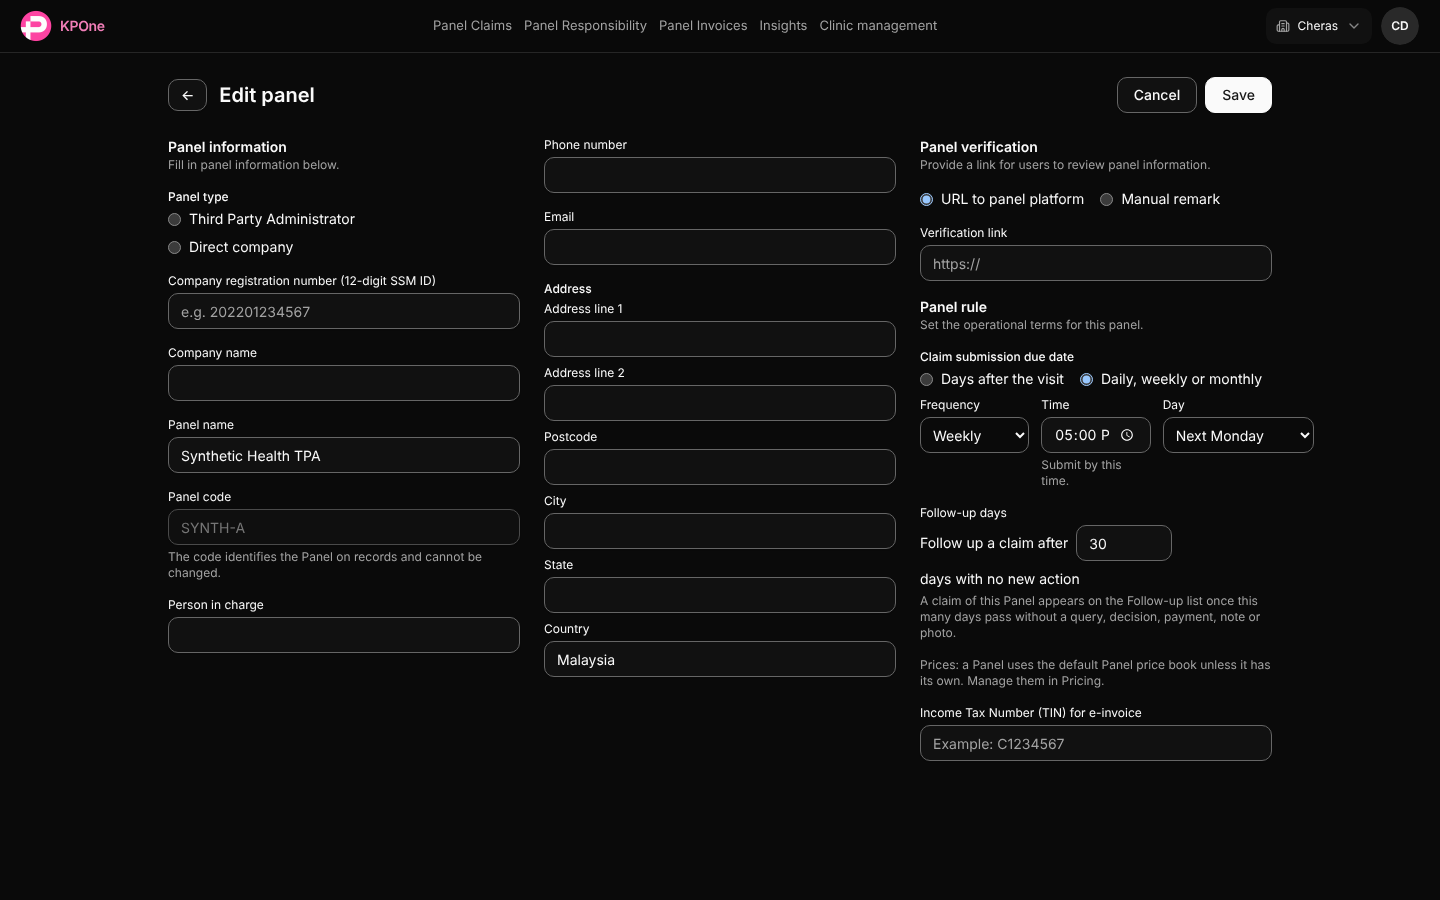 KPOne
Panel Claims Panel Responsibility Panel Invoices Insights Clinic management
Cheras
CD
Edit panel
Cancel
Save
Panel information
Fill in panel information below.
Panel type
Third Party Administrator
Direct company
Company registration number (12-digit SSM ID)
e.g. 202201234567
Company name
Panel name
Synthetic Health TPA
Panel code
SYNTH-A
The code identifies the Panel on records and cannot be
changed.
Person in charge
Phone number
Email
Address
Address line 1
Address line 2
Postcode
City
State
Country
Malaysia
Panel verification
Provide a link for users to review panel information.
URL to panel platform Manual remark
Verification link
https://
Panel rule
Set the operational terms for this panel.
Claim submission due date
Days after the visit Daily, weekly or monthly
Frequency Time Day
Weekly 05:00 P Next Monday
Submit by this
time.
Follow-up days
Follow up a claim after 30
days with no new action
A claim of this Panel appears on the Follow-up list once this
many days pass without a query, decision, payment, note or
photo.
Prices: a Panel uses the default Panel price book unless it has
its own. Manage them in Pricing.
Income Tax Number (TIN) for e-invoice
Example: C1234567